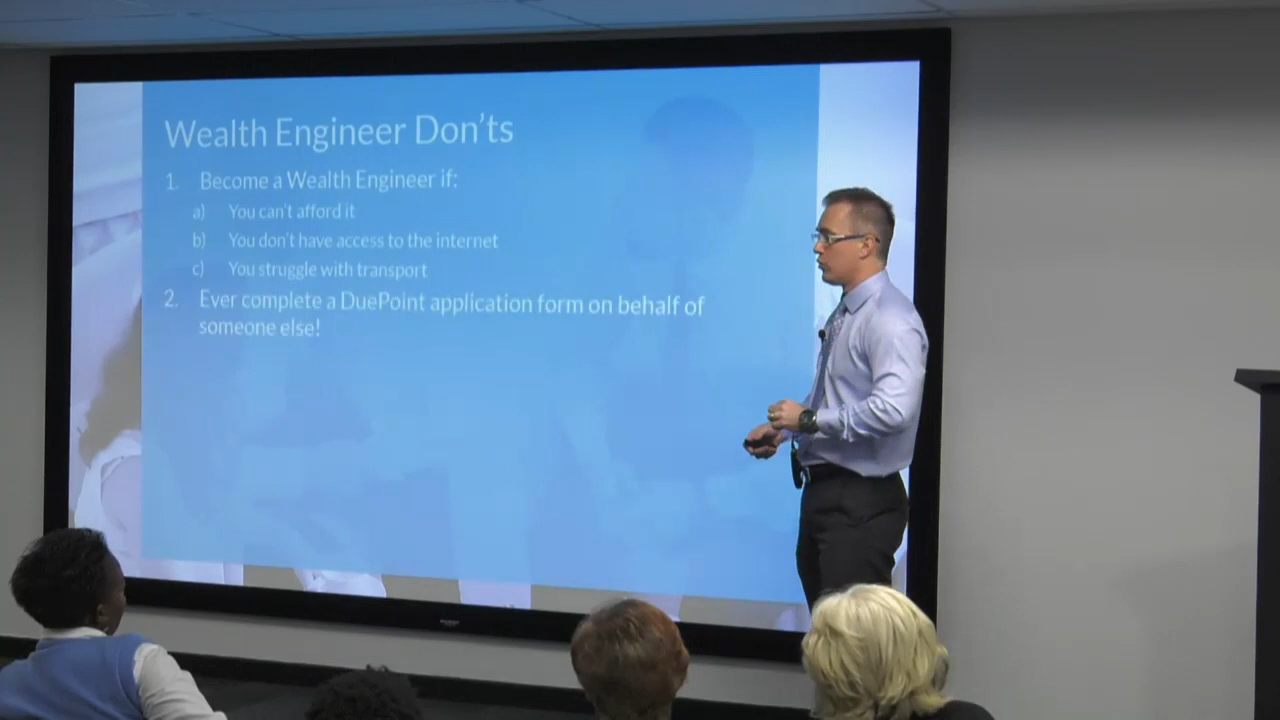 Wealth Engineer Don'ts
1. Become a Wealth Engineer if:
a) You can't afford it
b) You don't have access to the internet
c) You struggle with transport
2. Ever complete a DuePoint application form on behalf of
someone else!